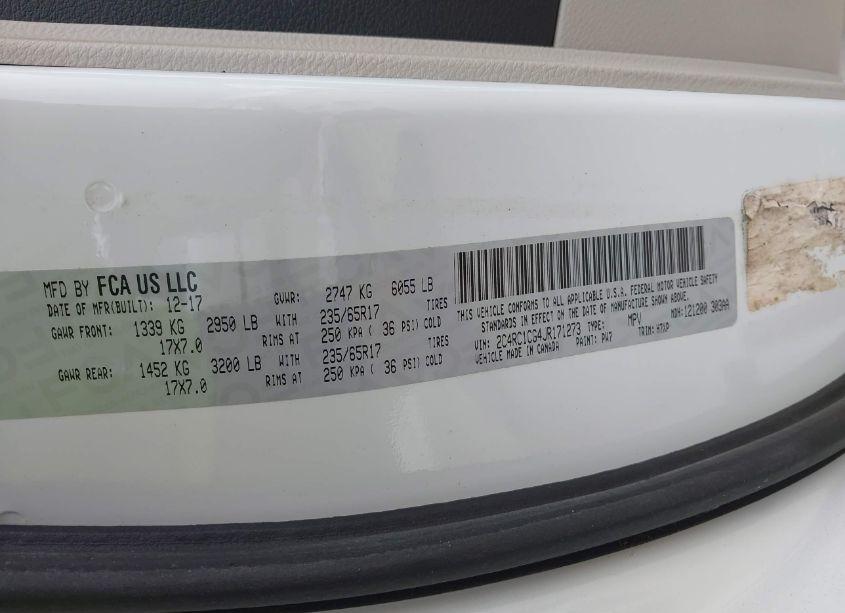 MFD BY FCA US LLC
DATE OF MFR(BUILT): 12-17 GVWR: 2747 KG 6055 LB
GAWR FRONT: 1339 KG 2950 LB WITH 235/65R17 TIRES
17X7.0 RIMS AT 250 KPA ( 36 PSI) COLD
GAWR REAR: 1452 KG 3200 LB WITH 235/65R17 TIRES
17X7.0 RIMS AT 250 KPA ( 36 PSI) COLD
THIS VEHICLE CONFORMS TO ALL APPLICABLE U.S.A. FEDERAL MOTOR VEHICLE SAFETY
STANDARDS IN EFFECT ON THE DATE OF MANUFACTURE SHOWN ABOVE.
VIN: 2C4RC1CG4JR171273 TYPE: MPV MDH:121200 303AA
VEHICLE MADE IN CANADA PAINT: PW7 TRIM: